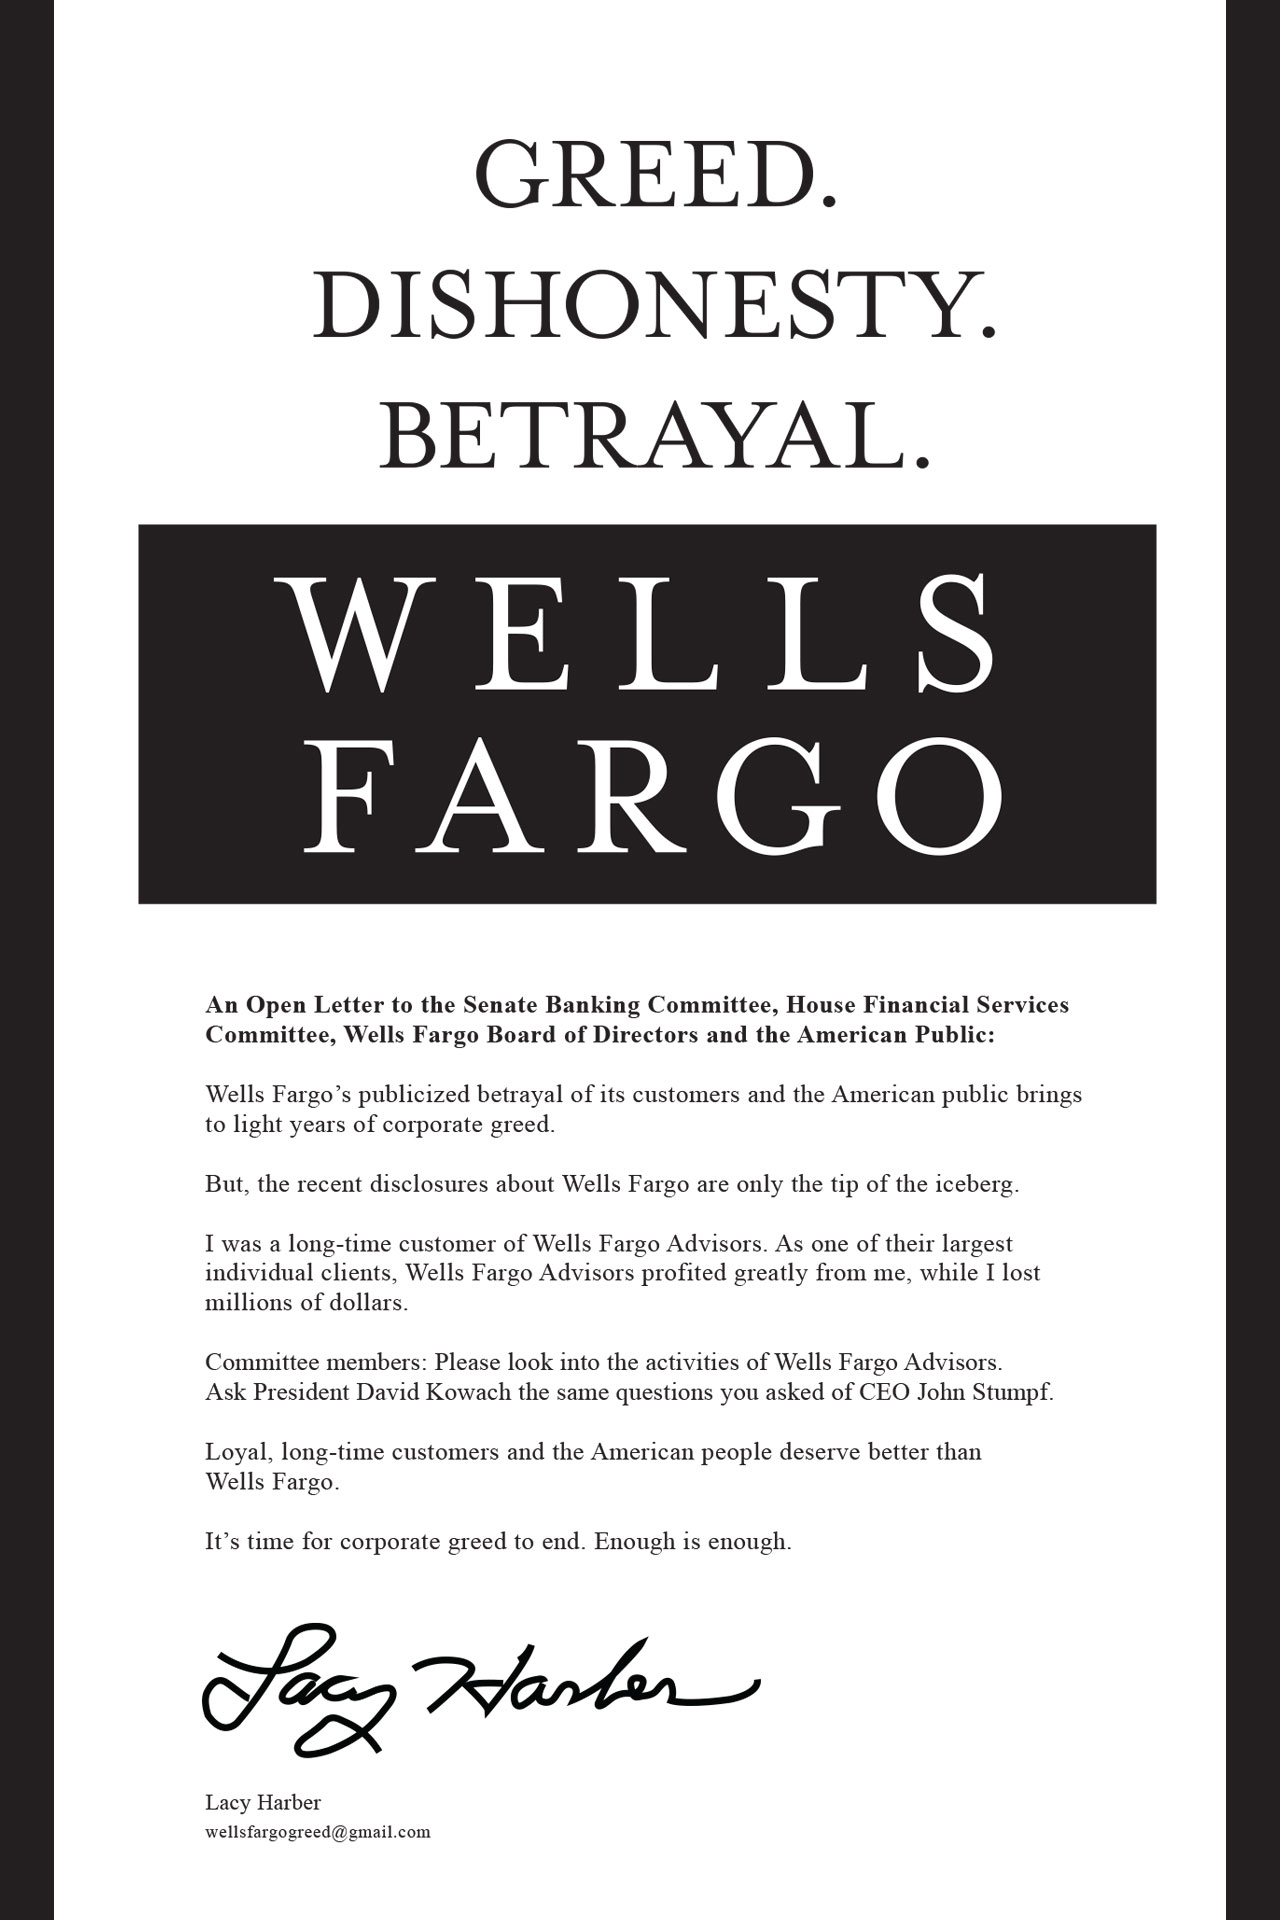 GREED.
DISHONESTY.
BETRAYAL.
WELLS
FARGO
An Open Letter to the Senate Banking Committee, House Financial Services
Committee, Wells Fargo Board of Directors and the American Public:
Wells Fargo’s publicized betrayal of its customers and the American public brings
to light years of corporate greed.
But, the recent disclosures about Wells Fargo are only the tip of the iceberg.
I was a long-time customer of Wells Fargo Advisors. As one of their largest
individual clients, Wells Fargo Advisors profited greatly from me, while I lost
millions of dollars.
Committee members: Please look into the activities of Wells Fargo Advisors.
Ask President David Kowach the same questions you asked of CEO John Stumpf.
Loyal, long-time customers and the American people deserve better than
Wells Fargo.
It’s time for corporate greed to end. Enough is enough.
Lacy Harber
Lacy Harber
wellsfargogreed@gmail.com